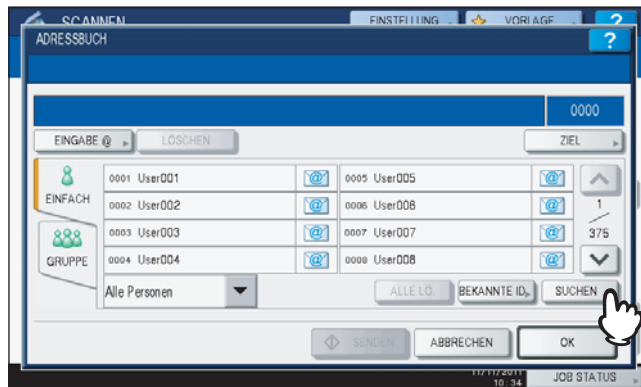 SCANNEN EINSTELLUNG VORLAGE ?
ADRESSBUCH ?
0000
EINGABE @ LÖSCHEN ZIEL
EINFACH
0001 User001 @ 0005 User005 @
0002 User002 @ 0006 User006 @
1
0003 User003 @ 0007 User007 @
375
GRUPPE
0004 User004 @ 0008 User008 @
Alle Personen ALLE LÖ. BEKANNTE ID SUCHEN
SENDEN ABBRECHEN OK
11/11/2011
10:34
JOB STATUS